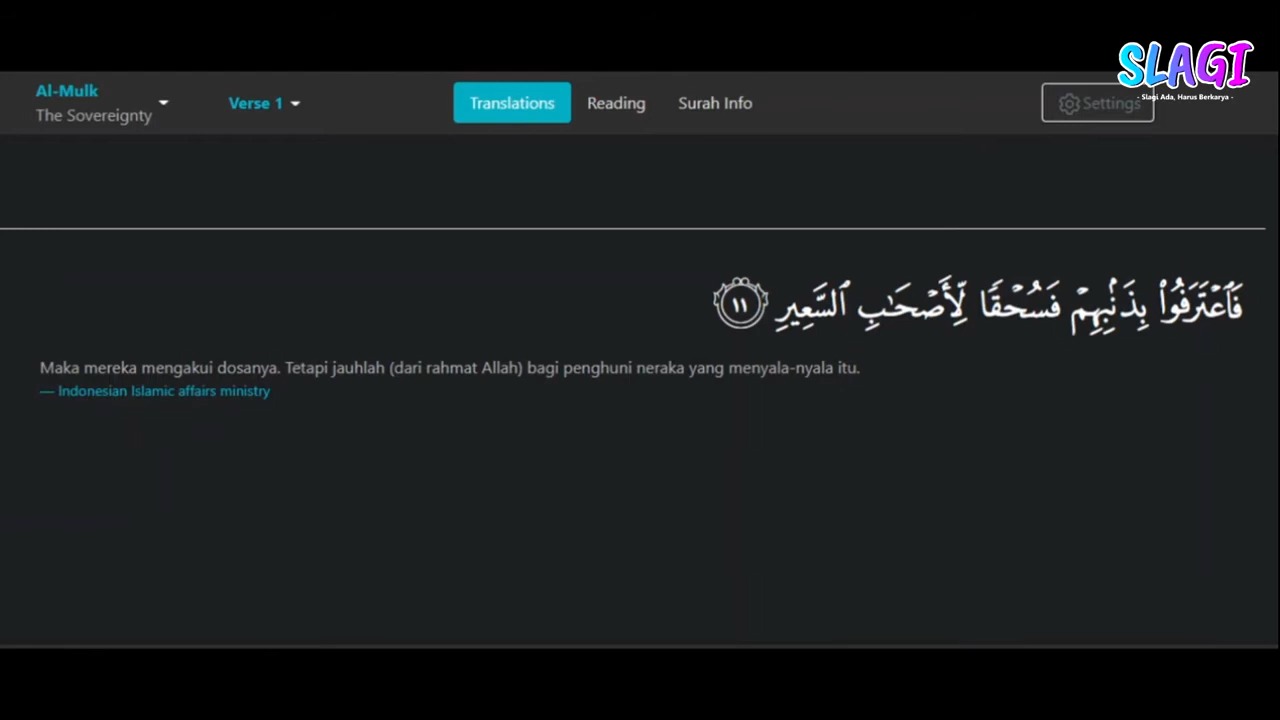 SLAGI
- Slagi Ada, Harus Berkarya -
Al-Mulk
The Sovereignty
Verse 1
Translations
Reading
Surah Info
Settings
فَٱعْتَرَفُوا۟ بِذَنۢبِهِمْ فَسُحْقًا لِّأَصْحَـٰبِ ٱلسَّعِيرِ ١١
Maka mereka mengakui dosanya. Tetapi jauhlah (dari rahmat Allah) bagi penghuni neraka yang menyala-nyala itu.
— Indonesian Islamic affairs ministry